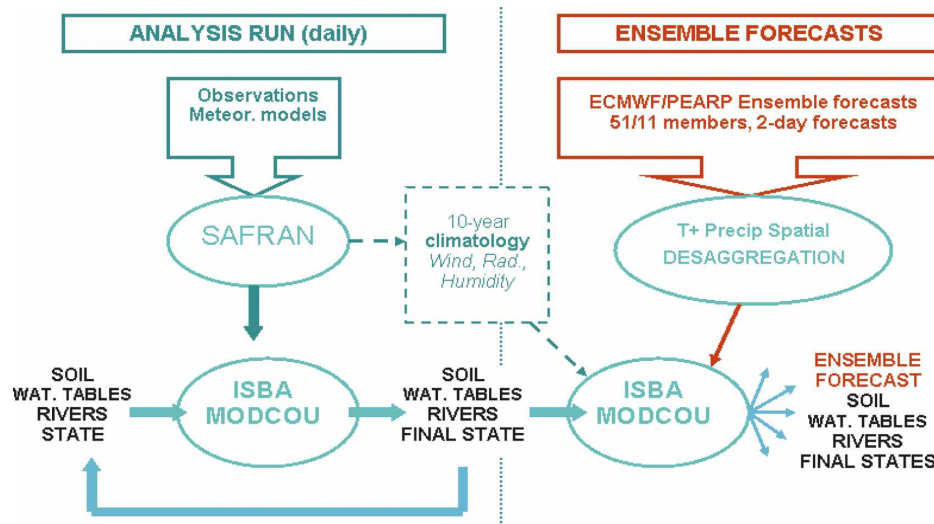 ANALYSIS RUN (daily)
ENSEMBLE FORECASTS
Observations
Meteor. models
ECMWF/PEARP Ensemble forecasts
51/11 members, 2-day forecasts
SAFRAN
10-year
climatology
Wind, Rad.,
Humidity
T+ Precip Spatial
DESAGGREGATION
SOIL
WAT. TABLES
RIVERS
STATE
ISBA
MODCOU
SOIL
WAT. TABLES
RIVERS
FINAL STATE
ISBA
MODCOU
ENSEMBLE
FORECAST
SOIL
WAT. TABLES
RIVERS
FINAL STATES